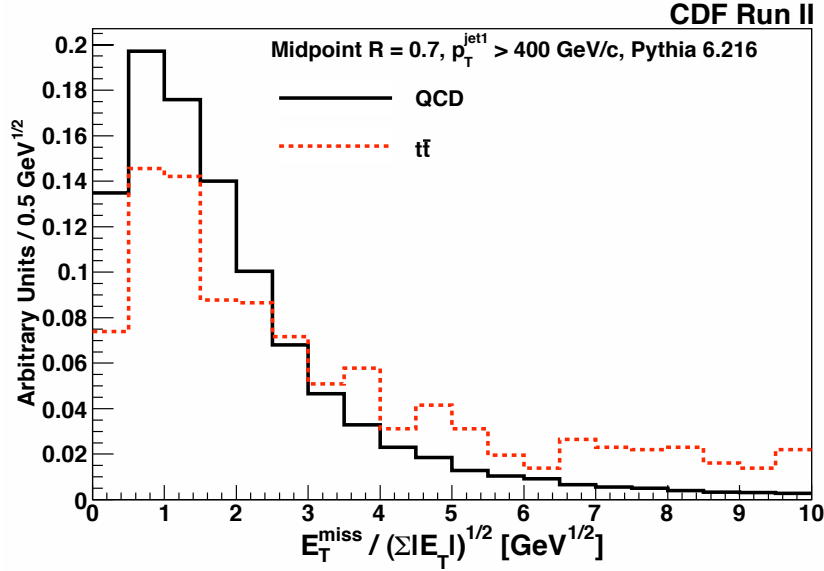 CDF Run II
Midpoint R = 0.7, p_T^jet1 > 400 GeV/c, Pythia 6.216
QCD
tt̄
Arbitrary Units / 0.5 GeV^1/2
0.2
0.18
0.16
0.14
0.12
0.1
0.08
0.06
0.04
0.02
0
0 1 2 3 4 5 6 7 8 9 10
E_T^miss / (Σ|E_T|)^1/2 [GeV^1/2]